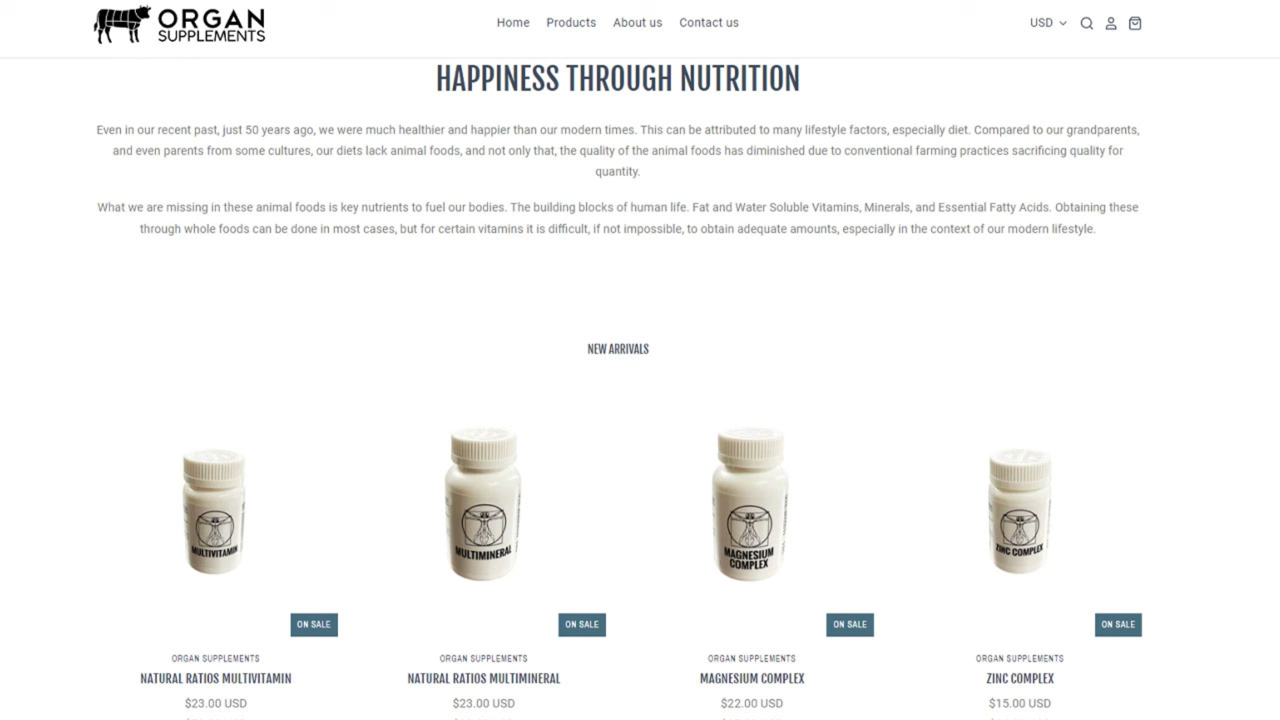 ORGAN
SUPPLEMENTS
Home Products About us Contact us
USD
HAPPINESS THROUGH NUTRITION
Even in our recent past, just 50 years ago, we were much healthier and happier than our modern times. This can be attributed to many lifestyle factors, especially diet. Compared to our grandparents,
and even parents from some cultures, our diets lack animal foods, and not only that, the quality of the animal foods has diminished due to conventional farming practices sacrificing quality for
quantity.
What we are missing in these animal foods is key nutrients to fuel our bodies. The building blocks of human life. Fat and Water Soluble Vitamins, Minerals, and Essential Fatty Acids. Obtaining these
through whole foods can be done in most cases, but for certain vitamins it is difficult, if not impossible, to obtain adequate amounts, especially in the context of our modern lifestyle.
NEW ARRIVALS
MULTIVITAMIN
MULTIMINERAL
MAGNESIUM
COMPLEX
ZINC COMPLEX
ON SALE ON SALE ON SALE ON SALE
ORGAN SUPPLEMENTS ORGAN SUPPLEMENTS ORGAN SUPPLEMENTS ORGAN SUPPLEMENTS
NATURAL RATIOS MULTIVITAMIN NATURAL RATIOS MULTIMINERAL MAGNESIUM COMPLEX ZINC COMPLEX
$23.00 USD $23.00 USD $22.00 USD $15.00 USD